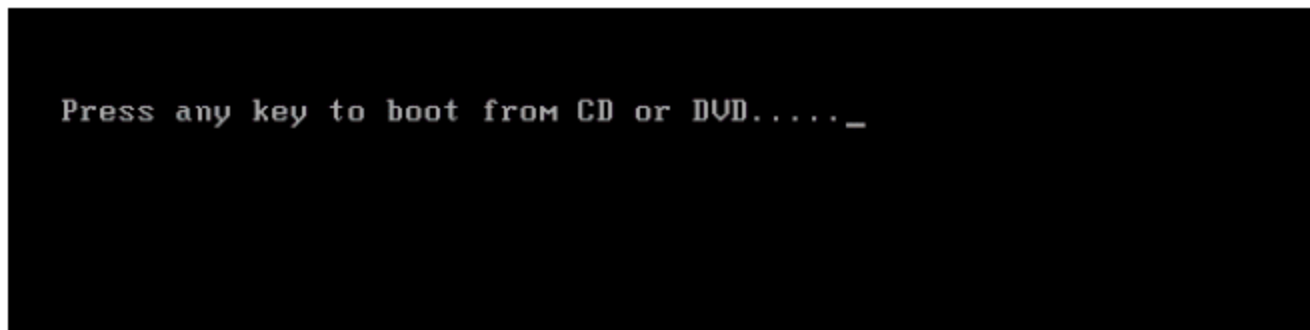 Press any key to boot from CD or DVD....._